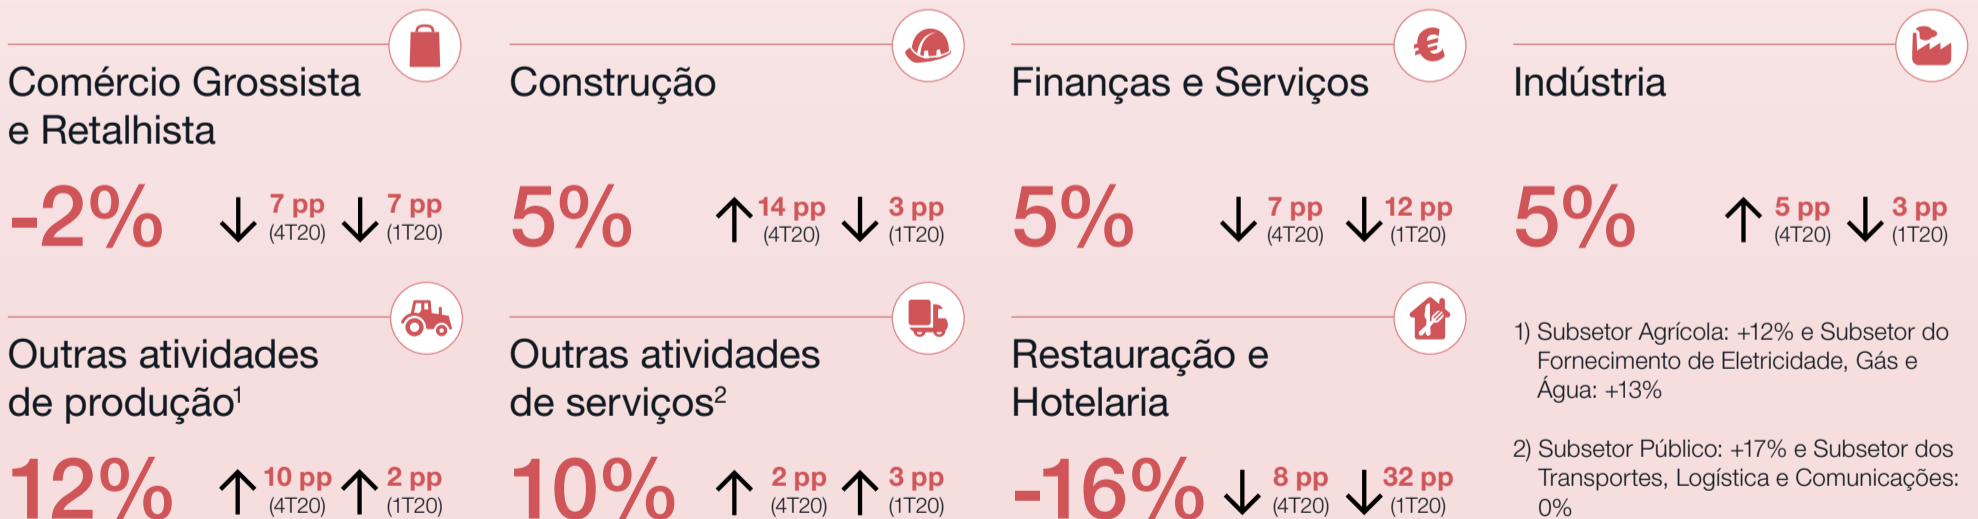 Comércio Grossista
e Retalhista
-2%
↓ 7 pp ↓ 7 pp
(4T20) (1T20)
Construção
5%
↑ 14 pp ↓ 3 pp
(4T20) (1T20)
€
Finanças e Serviços
5%
↓ 7 pp ↓ 12 pp
(4T20) (1T20)
Indústria
5%
↑ 5 pp ↓ 3 pp
(4T20) (1T20)
Outras atividades
de produção¹
12%
↑ 10 pp ↑ 2 pp
(4T20) (1T20)
Outras atividades
de serviços²
10%
↑ 2 pp ↑ 3 pp
(4T20) (1T20)
Restauração e
Hotelaria
-16%
↓ 8 pp ↓ 32 pp
(4T20) (1T20)
1) Subsetor Agrícola: +12% e Subsetor do
Fornecimento de Eletricidade, Gás e
Água: +13%
2) Subsetor Público: +17% e Subsetor dos
Transportes, Logística e Comunicações:
0%